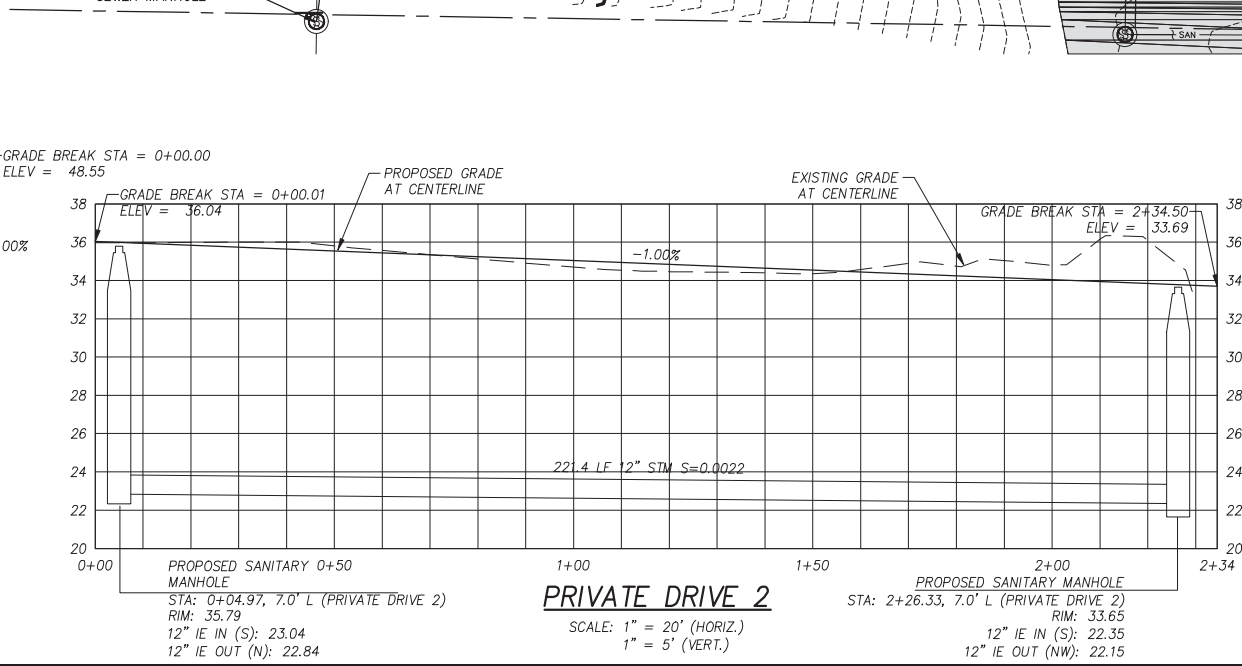 SAN
GRADE BREAK STA = 0+00.00
ELEV = 48.55
GRADE BREAK STA = 0+00.01
ELEV = 36.04
PROPOSED GRADE
AT CENTERLINE
EXISTING GRADE
AT CENTERLINE
GRADE BREAK STA = 2+34.50
ELEV = 33.69
00%
-1.00%
38
36
34
32
30
28
26
24
22
20
38
36
34
32
30
28
26
24
22
20
221.4 LF 12" STM S=0.0022
0+00
0+50
1+00
1+50
2+00
2+34
PROPOSED SANITARY
MANHOLE
STA: 0+04.97, 7.0' L (PRIVATE DRIVE 2)
RIM: 35.79
12" IE IN (S): 23.04
12" IE OUT (N): 22.84
PRIVATE DRIVE 2
SCALE: 1" = 20' (HORIZ.)
1" = 5' (VERT.)
PROPOSED SANITARY MANHOLE
STA: 2+26.33, 7.0' L (PRIVATE DRIVE 2)
RIM: 33.65
12" IE IN (S): 22.35
12" IE OUT (NW): 22.15